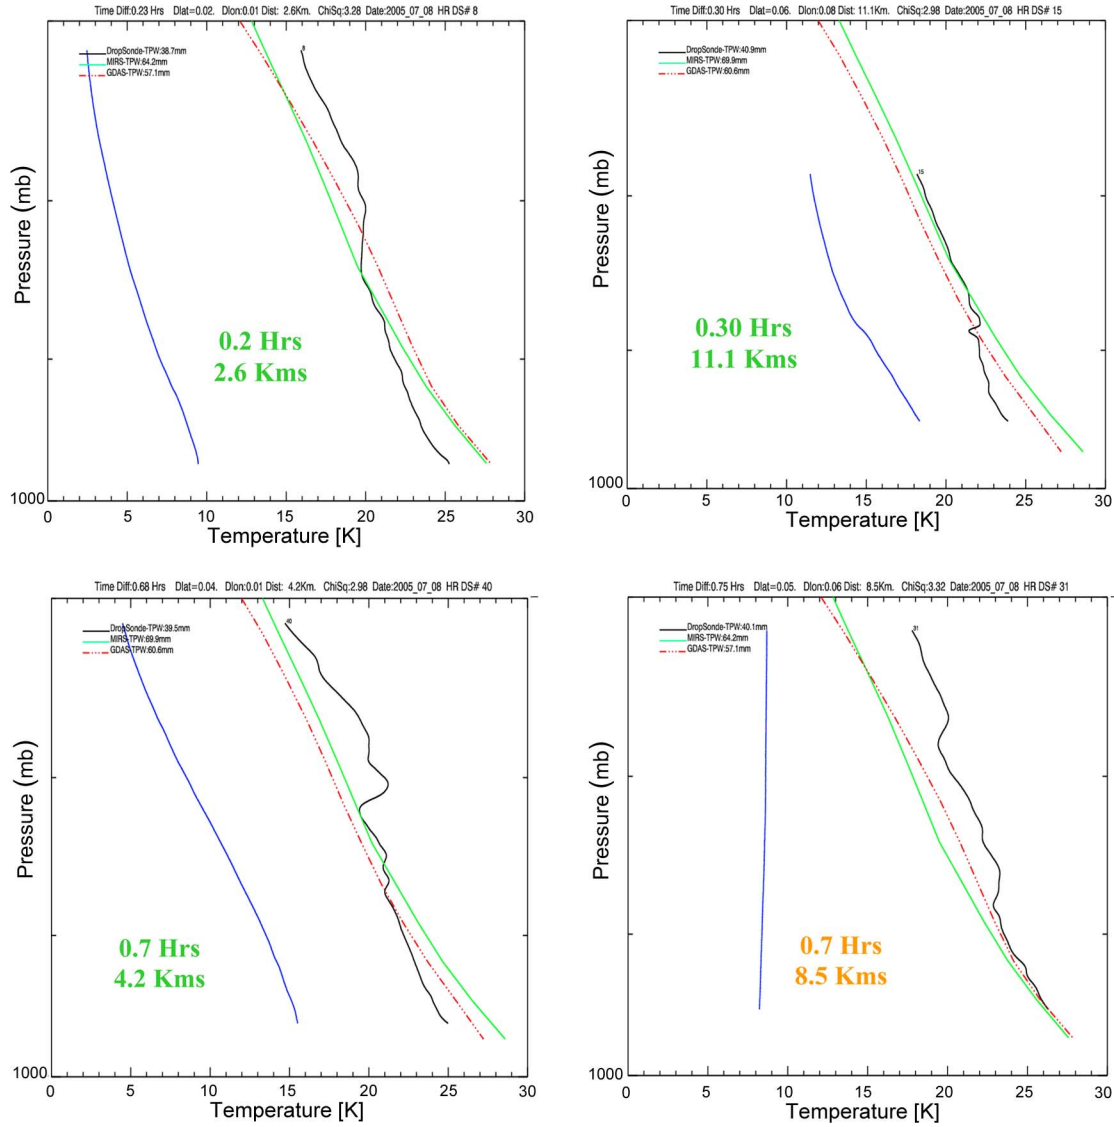 Time Diff:0.23 Hrs Dlat=0.02. Dlon:0.01 Dist: 2.6Km. ChiSq:3.28 Date:2005_07_08 HR DS# 8
DropSonde-TPW:38.7mm
MIRS-TPW:64.2mm
GDAS-TPW:57.1mm
8
Pressure (mb)
0.2 Hrs
2.6 Kms
1000
0 5 10 15 20 25 30
Temperature [K]
Time Diff:0.30 Hrs Dlat=0.06. Dlon:0.08 Dist: 11.1Km. ChiSq:2.98 Date:2005_07_08 HR DS# 15
DropSonde-TPW:40.9mm
MIRS-TPW:69.9mm
GDAS-TPW:60.6mm
15
Pressure (mb)
0.30 Hrs
11.1 Kms
1000
0 5 10 15 20 25 30
Temperature [K]
Time Diff:0.68 Hrs Dlat=0.04. Dlon:0.01 Dist: 4.2Km. ChiSq:2.98 Date:2005_07_08 HR DS# 40
DropSonde-TPW:39.5mm
MIRS-TPW:69.9mm
GDAS-TPW:60.6mm
40
Pressure (mb)
0.7 Hrs
4.2 Kms
1000
0 5 10 15 20 25 30
Temperature [K]
Time Diff:0.75 Hrs Dlat=0.05. Dlon:0.06 Dist: 8.5Km. ChiSq:3.32 Date:2005_07_08 HR DS# 31
DropSonde-TPW:40.1mm
MIRS-TPW:64.2mm
GDAS-TPW:57.1mm
31
Pressure (mb)
0.7 Hrs
8.5 Kms
1000
0 5 10 15 20 25 30
Temperature [K]